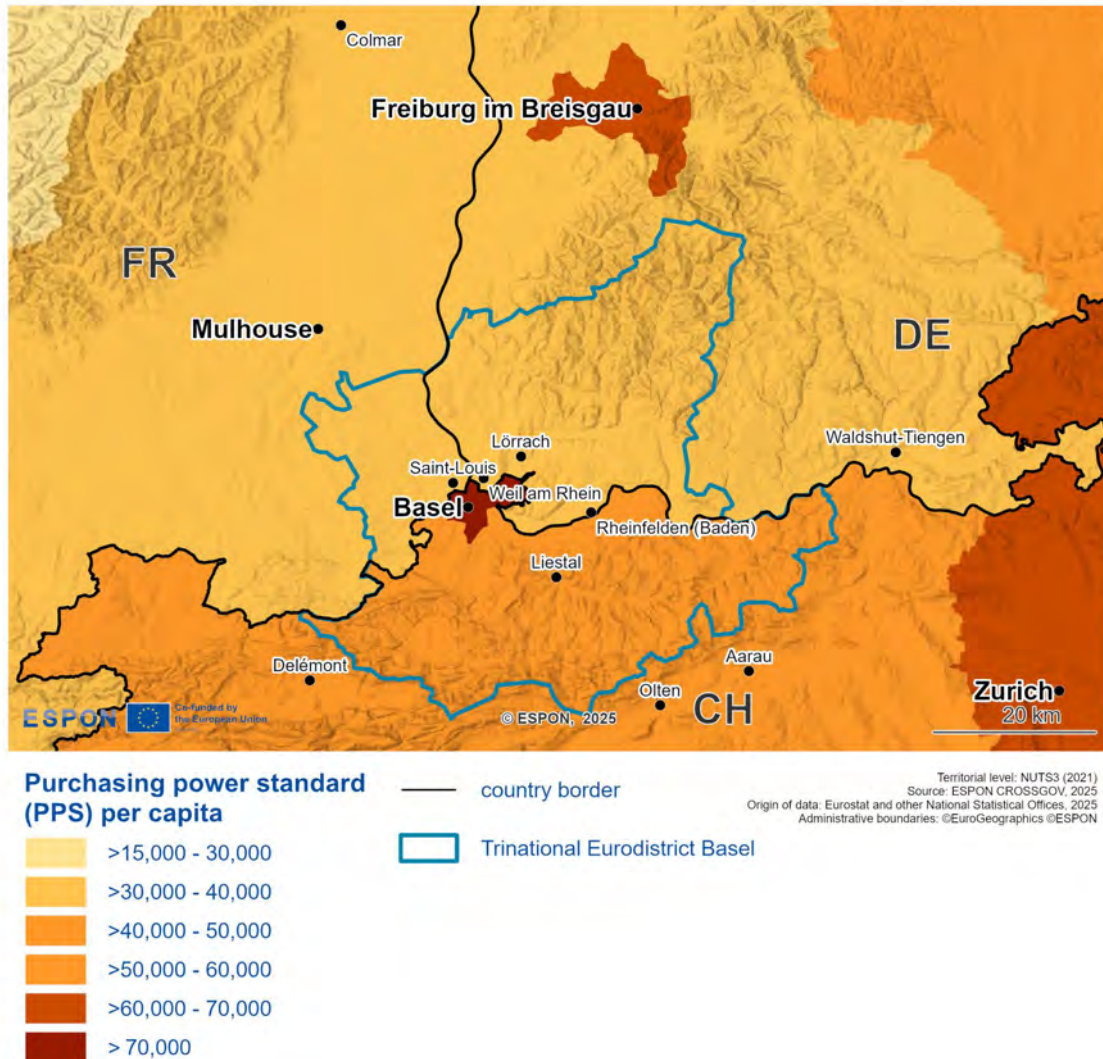 Colmar
Freiburg im Breisgau
FR
Mulhouse
DE
Waldshut-Tiengen
Lörrach
Saint-Louis
Weil am Rhein
Basel
Rheinfelden (Baden)
Liestal
Delémont
Aarau
Olten
CH
Zurich
20 km
ESPON
Co-funded by
the European Union
© ESPON, 2025
Purchasing power standard
(PPS) per capita
>15,000 - 30,000
>30,000 - 40,000
>40,000 - 50,000
>50,000 - 60,000
>60,000 - 70,000
> 70,000
country border
Trinational Eurodistrict Basel
Territorial level: NUTS3 (2021)
Source: ESPON CROSSGOV, 2025
Origin of data: Eurostat and other National Statistical Offices, 2025
Administrative boundaries: ©EuroGeographics ©ESPON